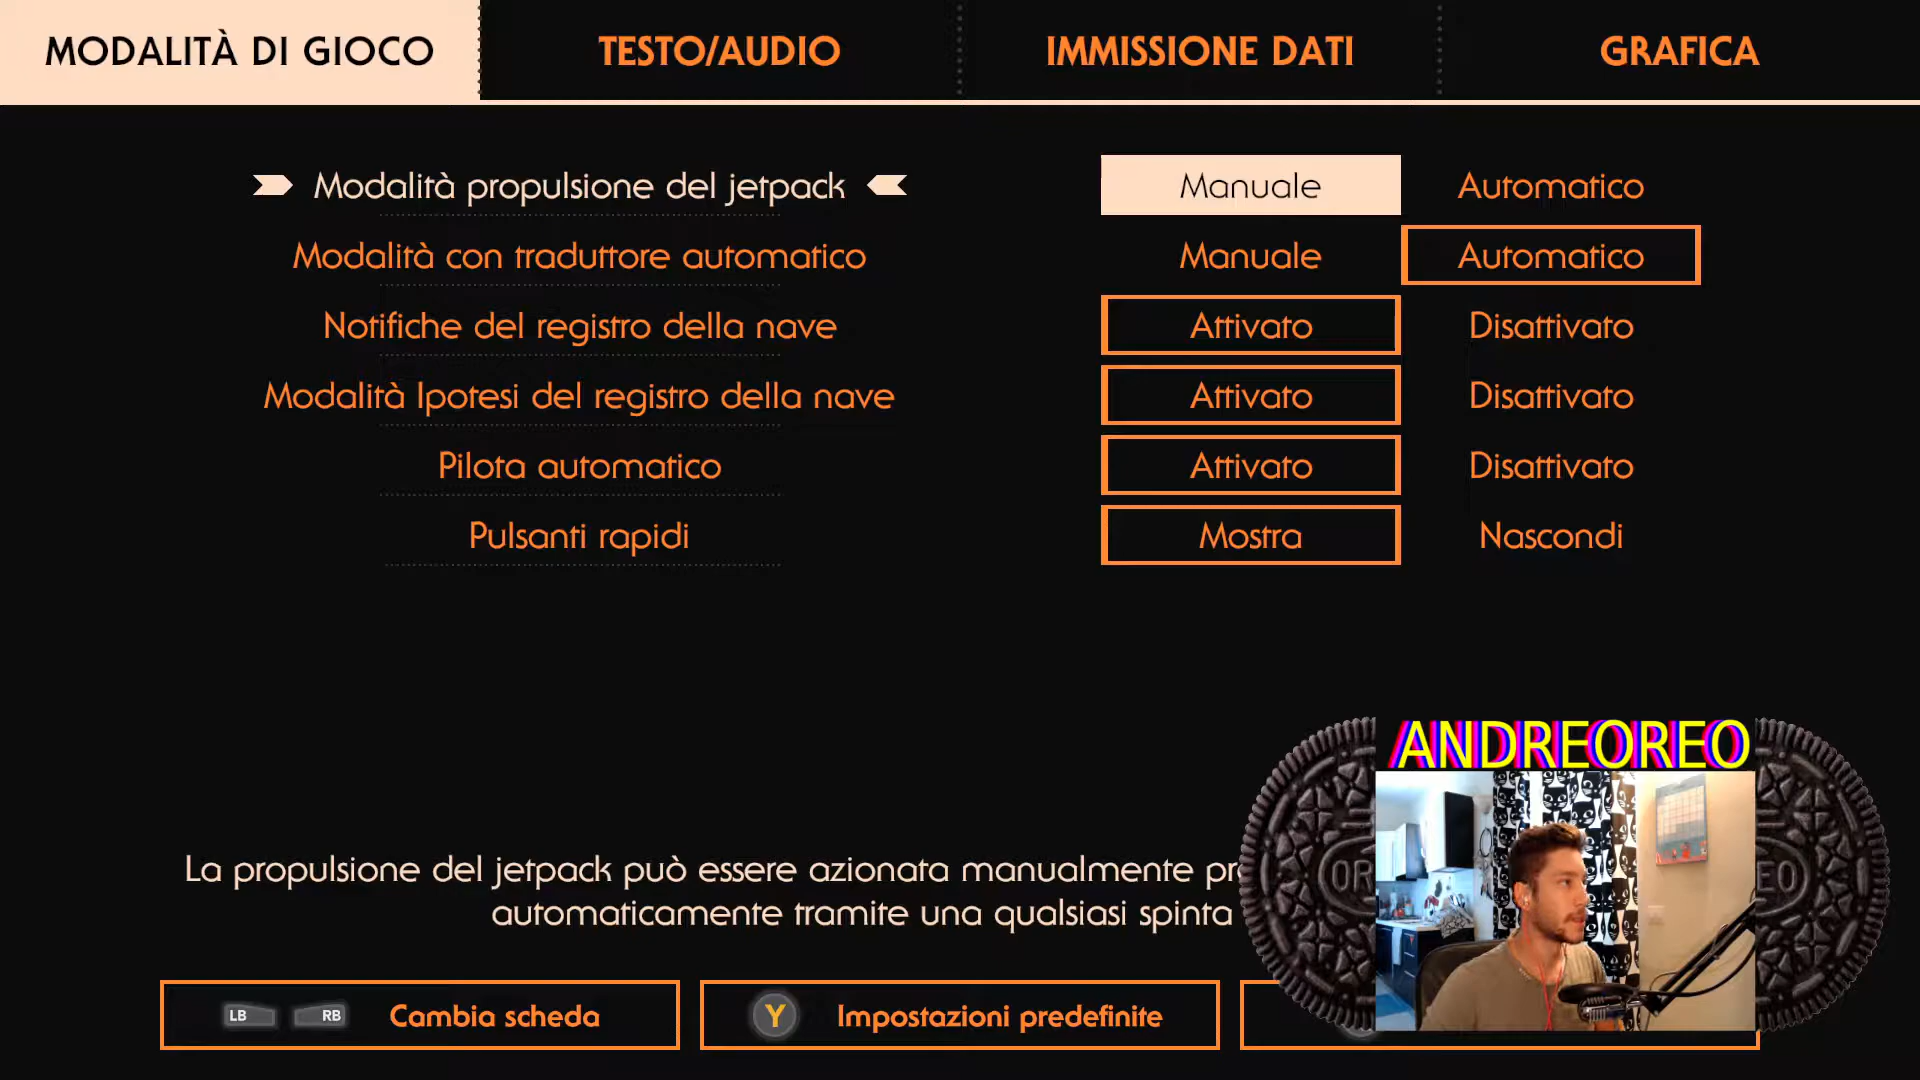 MODALITÀ DI GIOCO
TESTO/AUDIO
IMMISSIONE DATI
GRAFICA
Modalità propulsione del jetpack
Manuale
Automatico
Modalità con traduttore automatico
Manuale
Automatico
Notifiche del registro della nave
Attivato
Disattivato
Modalità Ipotesi del registro della nave
Attivato
Disattivato
Pilota automatico
Attivato
Disattivato
Pulsanti rapidi
Mostra
Nascondi
ANDREOREO
La propulsione del jetpack può essere azionata manualmente
automaticamente tramite una qualsiasi spinta
LB RB Cambia scheda
Y Impostazioni predefinite